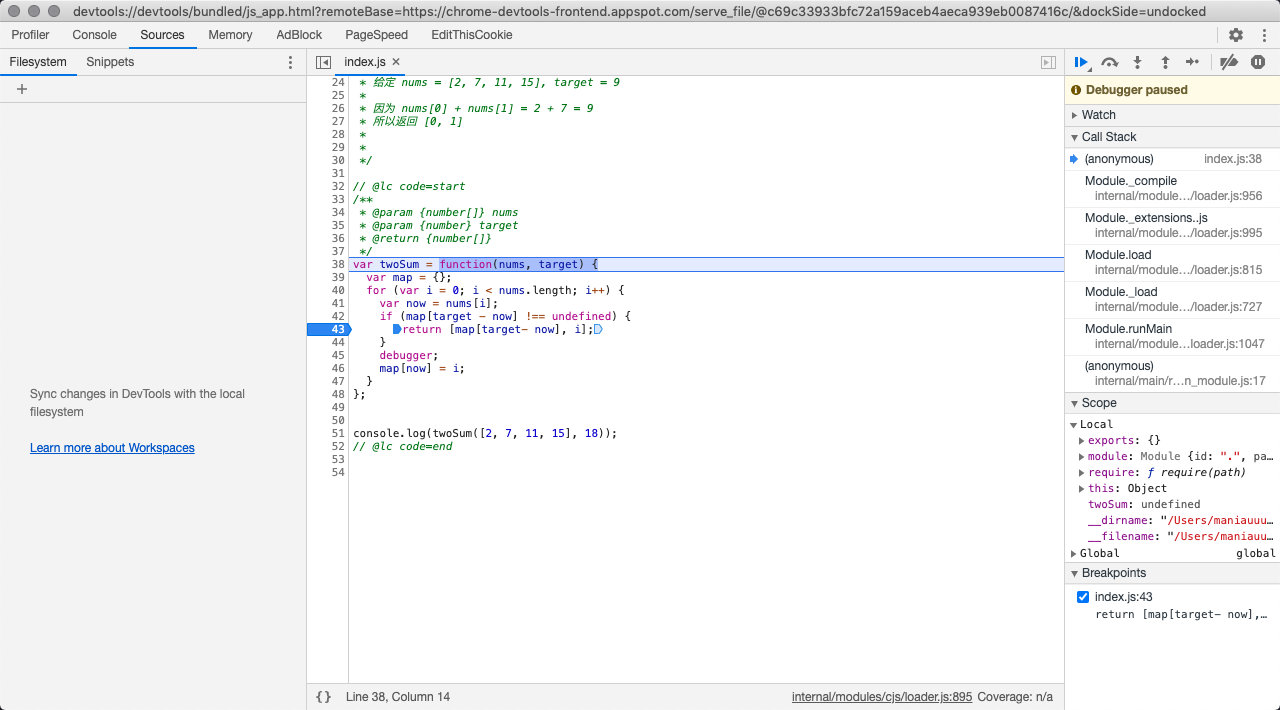 devtools://devtools/bundled/js_app.html?remoteBase=https://chrome-devtools-frontend.appspot.com/serve_file/@c69c33933bfc72a159aceb4aeca939eb0087416c/&dockSide=undocked
Profiler Console Sources Memory AdBlock PageSpeed EditThisCookie
Filesystem Snippets
Sync changes in DevTools with the local
filesystem
Learn more about Workspaces
index.js
24 * 给定 nums = [2, 7, 11, 15], target = 9
25 *
26 * 因为 nums[0] + nums[1] = 2 + 7 = 9
27 * 所以返回 [0, 1]
28 *
29 *
30 */
31
32 // @lc code=start
33 /**
34 * @param {number[]} nums
35 * @param {number} target
36 * @return {number[]}
37 */
38 var twoSum = function(nums, target) {
39 var map = {};
40 for (var i = 0; i < nums.length; i++) {
41 var now = nums[i];
42 if (map[target - now] !== undefined) {
43 return [map[target- now], i];
44 }
45 debugger;
46 map[now] = i;
47 }
48 };
49
50
51 console.log(twoSum([2, 7, 11, 15], 18));
52 // @lc code=end
53
54
{ } Line 38, Column 14
internal/modules/cjs/loader.js:895 Coverage: n/a
Debugger paused
Watch
Call Stack
(anonymous) index.js:38
Module._compile
internal/module…/loader.js:956
Module._extensions..js
internal/module…/loader.js:995
Module.load
internal/module…/loader.js:815
Module._load
internal/module…/loader.js:727
Module.runMain
internal/module…loader.js:1047
(anonymous)
internal/main/r…n_module.js:17
Scope
Local
exports: {}
module: Module {id: ".", pa…
require: ƒ require(path)
this: Object
twoSum: undefined
__dirname: "/Users/maniauuu…
__filename: "/Users/maniauuu…
Global global
Breakpoints
index.js:43
return [map[target- now],…